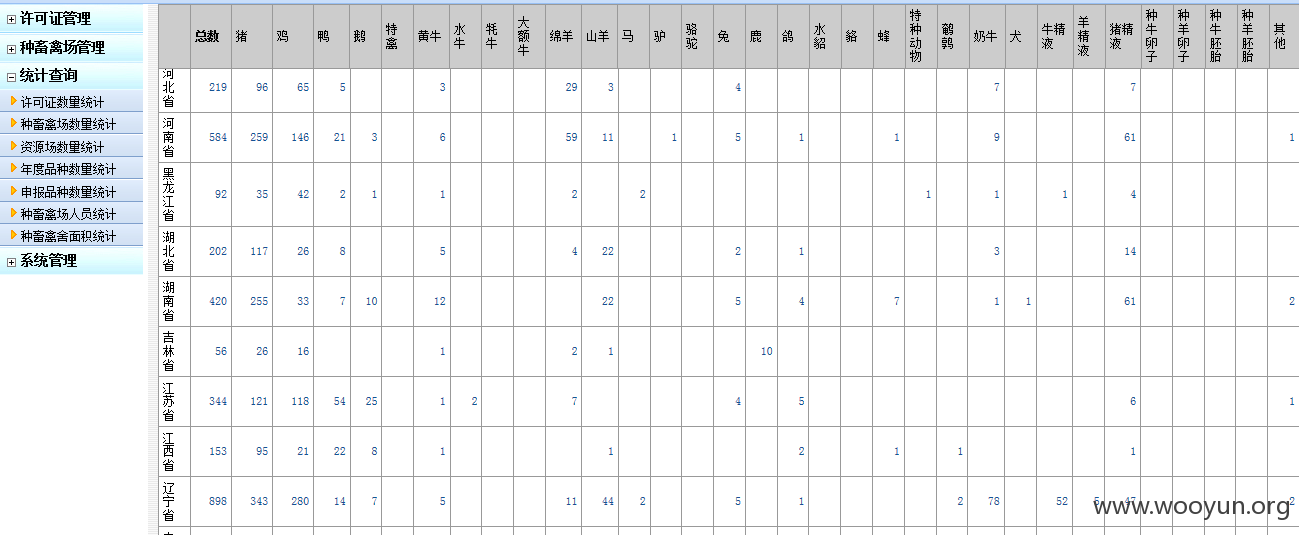 许可证管理
种畜禽场管理
统计查询
许可证数量统计
种畜禽场数量统计
资源场数量统计
年度品种数量统计
申报品种数量统计
种畜禽场人员统计
种畜禽舍面积统计
系统管理
总数 猪 鸡 鸭 鹅 特禽 黄牛 水牛 牦牛 大额牛 绵羊 山羊 马 驴 骆驼 兔 鹿 鸽 水貂 貉 蜂 特种动物 鹌鹑 奶牛 犬 牛精液 羊精液 猪精液 种牛卵子 种羊卵子 种牛胚胎 种羊胚胎 其他
河北省 219 96 65 5 3 29 3 4 7 7
河南省 584 259 146 21 3 6 59 11 1 5 1 1 9 61 1
黑龙江省 92 35 42 2 1 1 2 2 1 1 1 4
湖北省 202 117 26 8 5 4 22 2 1 3 14
湖南省 420 255 33 7 10 12 22 5 4 7 1 1 61 2
吉林省 56 26 16 1 2 1 10
江苏省 344 121 118 54 25 1 2 7 4 5 6 1
江西省 153 95 21 22 8 1 1 2 1 1 1
辽宁省 898 343 280 14 7 5 11 44 2 5 1 2 78 52 5 47 2
www.wooyun.org